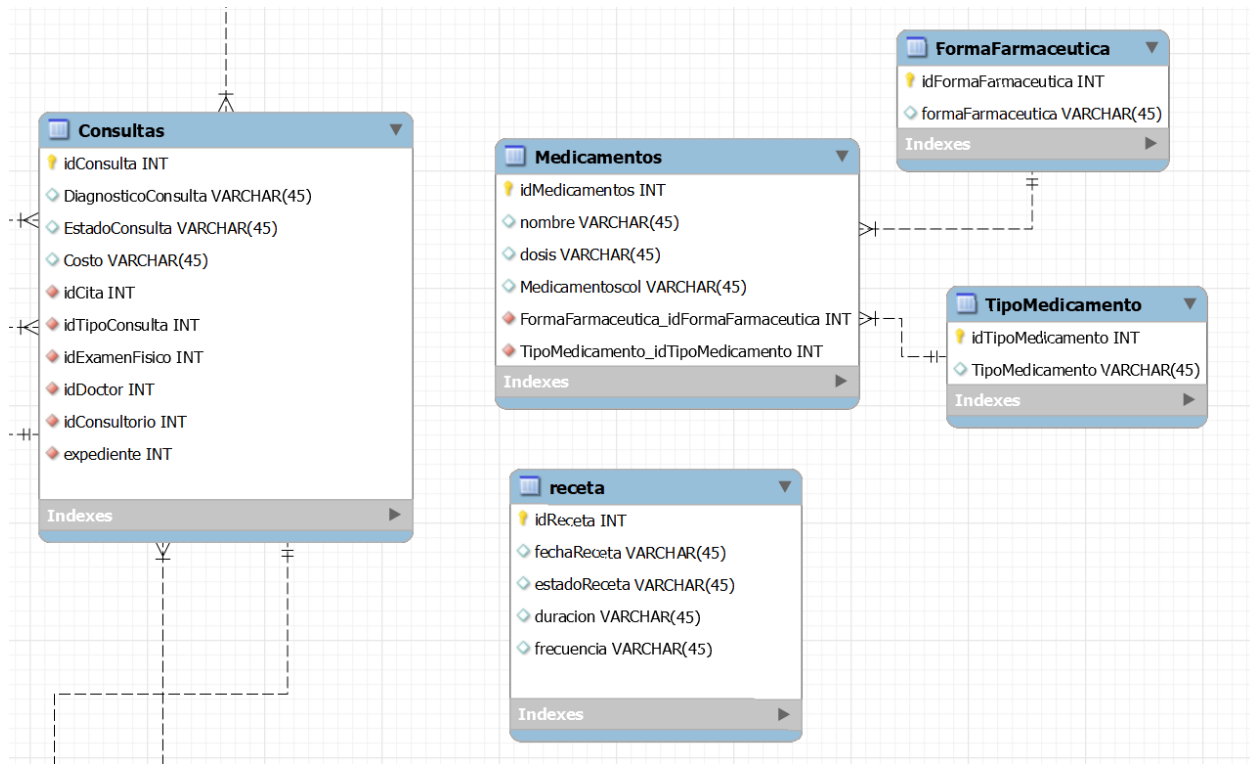 Consultas
idConsulta INT
DiagnosticoConsulta VARCHAR(45)
EstadoConsulta VARCHAR(45)
Costo VARCHAR(45)
idCita INT
idTipoConsulta INT
idExamenFisico INT
idDoctor INT
idConsultorio INT
expediente INT
Indexes
Medicamentos
idMedicamentos INT
nombre VARCHAR(45)
dosis VARCHAR(45)
Medicamentoscol VARCHAR(45)
FormaFarmaceutica_idFormaFarmaceutica INT
TipoMedicamento_idTipoMedicamento INT
Indexes
FormaFarmaceutica
idFormaFarmaceutica INT
formaFarmaceutica VARCHAR(45)
Indexes
TipoMedicamento
idTipoMedicamento INT
TipoMedicamento VARCHAR(45)
Indexes
receta
idReceta INT
fechaReceta VARCHAR(45)
estadoReceta VARCHAR(45)
duracion VARCHAR(45)
frecuencia VARCHAR(45)
Indexes